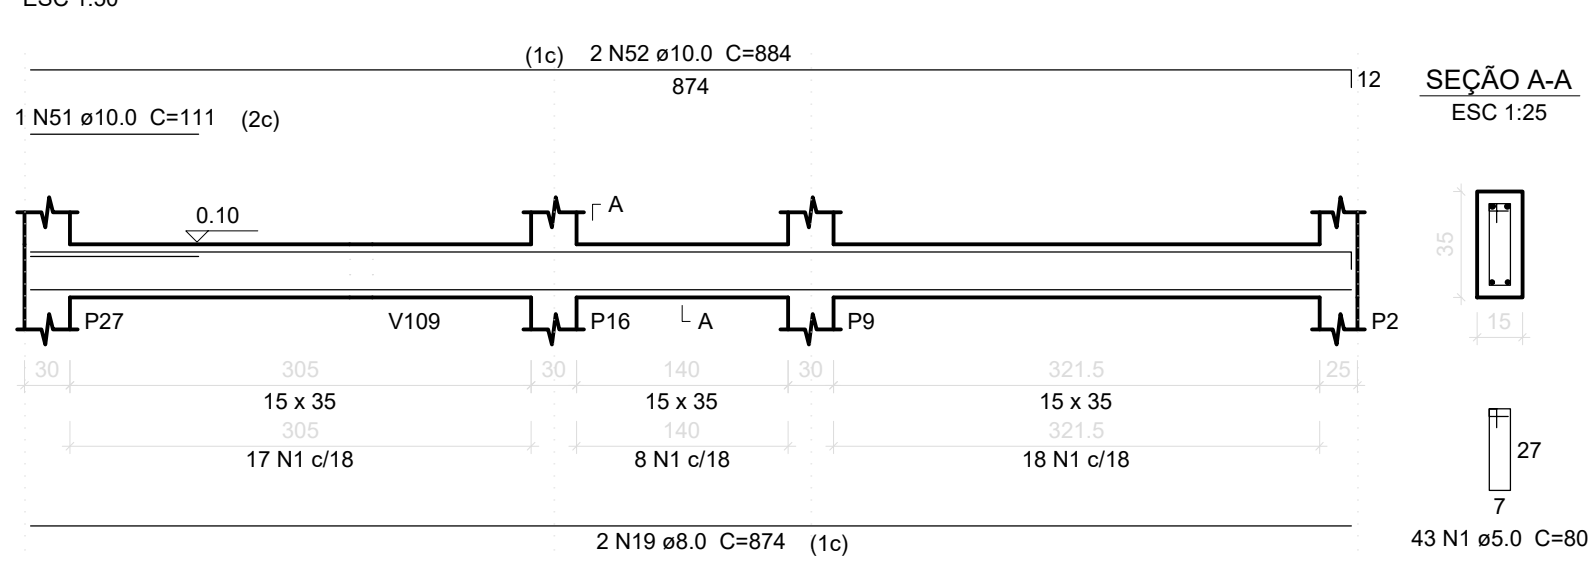 ESC 1:50
(1c) 2 N52 ø10.0 C=884
874
12
SEÇÃO A-A
ESC 1:25
1 N51 ø10.0 C=111 (2c)
A
0.10
35
P27
V109
P16
A
P9
P2
15
30
305
30
140
30
321.5
25
15 x 35
15 x 35
15 x 35
305
140
321.5
17 N1 c/18
8 N1 c/18
18 N1 c/18
27
7
2 N19 ø8.0 C=874 (1c)
43 N1 ø5.0 C=80